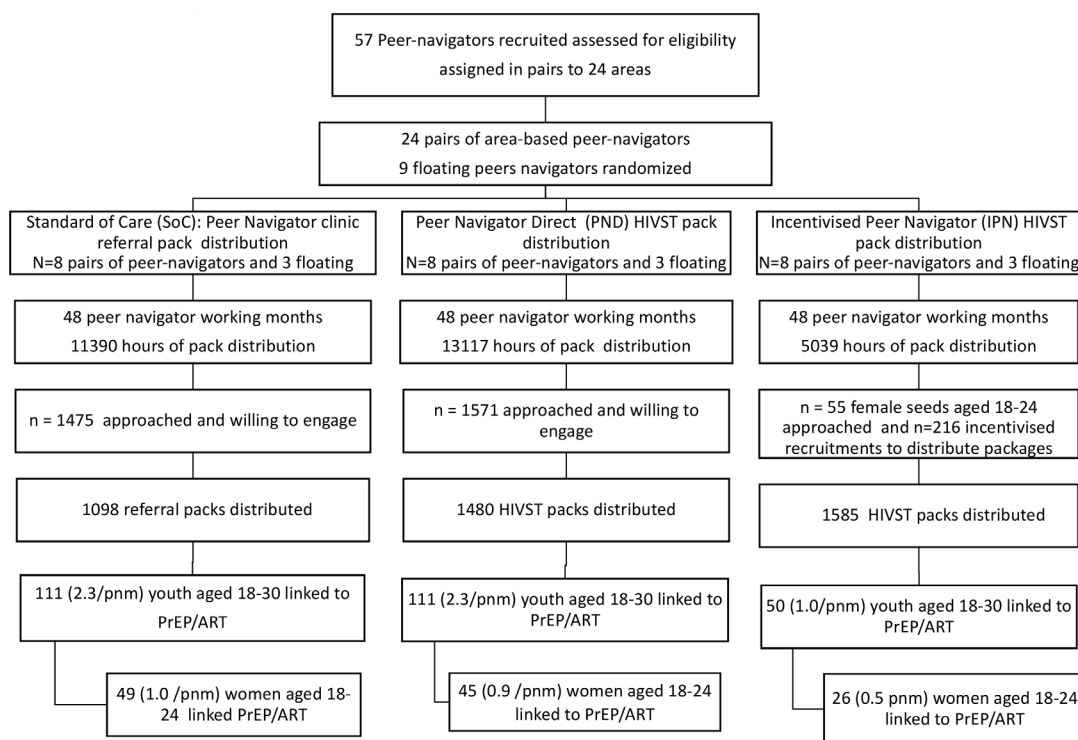 57 Peer-navigators recruited assessed for eligibility
assigned in pairs to 24 areas
24 pairs of area-based peer-navigators
9 floating peers navigators randomized
Standard of Care (SoC): Peer Navigator clinic
referral pack  distribution
N=8 pairs of peer-navigators and 3 floating
48 peer navigator working months
11390 hours of pack distribution
n = 1475  approached and willing to engage
1098 referral packs distributed
111 (2.3/pnm) youth aged 18-30 linked to
PrEP/ART
49 (1.0 /pnm) women aged 18-
24  linked PrEP/ART
Peer Navigator Direct (PND) HIVST pack
distribution
N=8 pairs of peer-navigators and 3 floating
48 peer navigator working months
13117 hours of pack  distribution
n = 1571 approached and willing to
engage
1480 HIVST packs distributed
111 (2.3/pnm) youth aged 18-30 linked to
PrEP/ART
45 (0.9 /pnm) women aged 18-24
linked to PrEP/ART
Incentivised Peer Navigator (IPN) HIVST
pack distribution
N=8 pairs of peer-navigators and 3 floating
48 peer navigator working months
5039 hours of pack distribution
n = 55 female seeds aged 18-24
approached  and n=216 incentivised
recruitments to distribute packages
1585  HIVST packs distributed
50 (1.0/pnm) youth aged 18-30 linked to
PrEP/ART
26 (0.5 pnm) women aged 18-24
linked to PrEP/ART